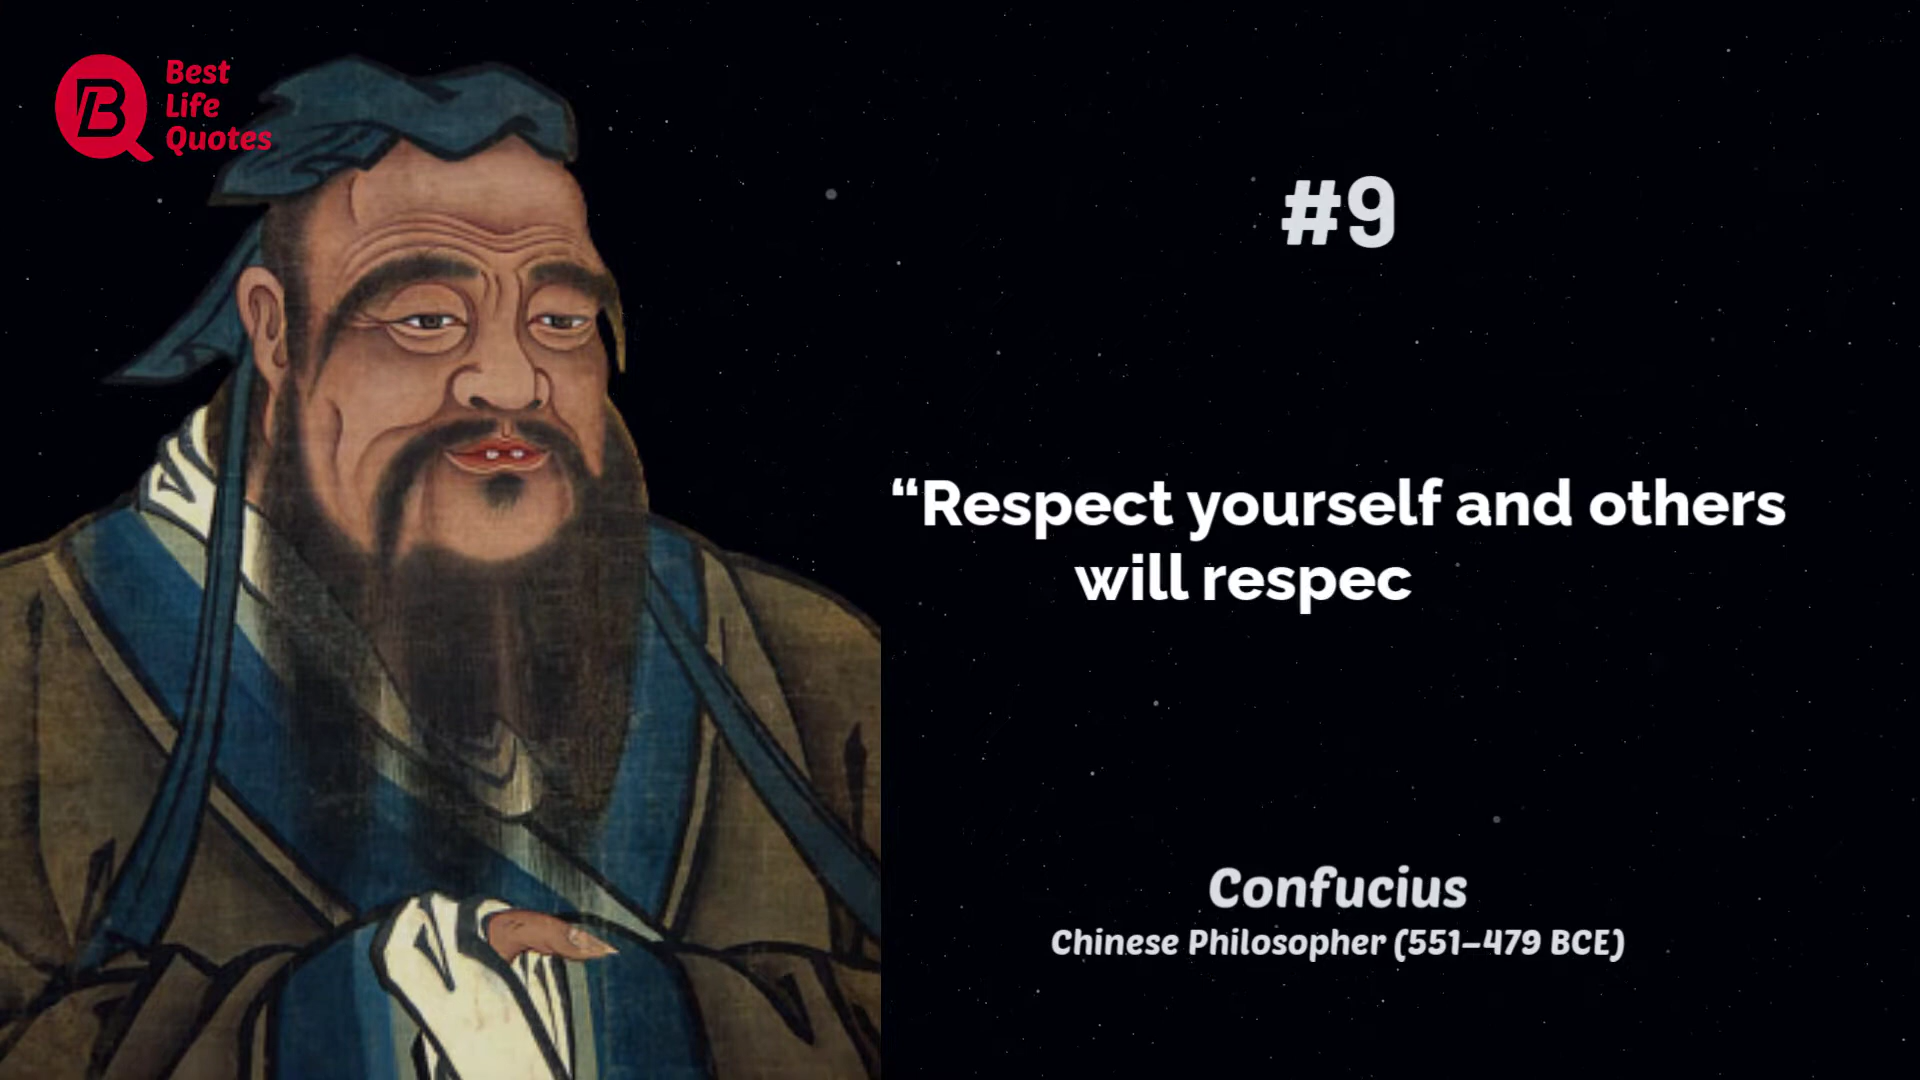 Best
Life
Quotes
#9
“Respect yourself and others
will respec
Confucius
Chinese Philosopher (551–479 BCE)